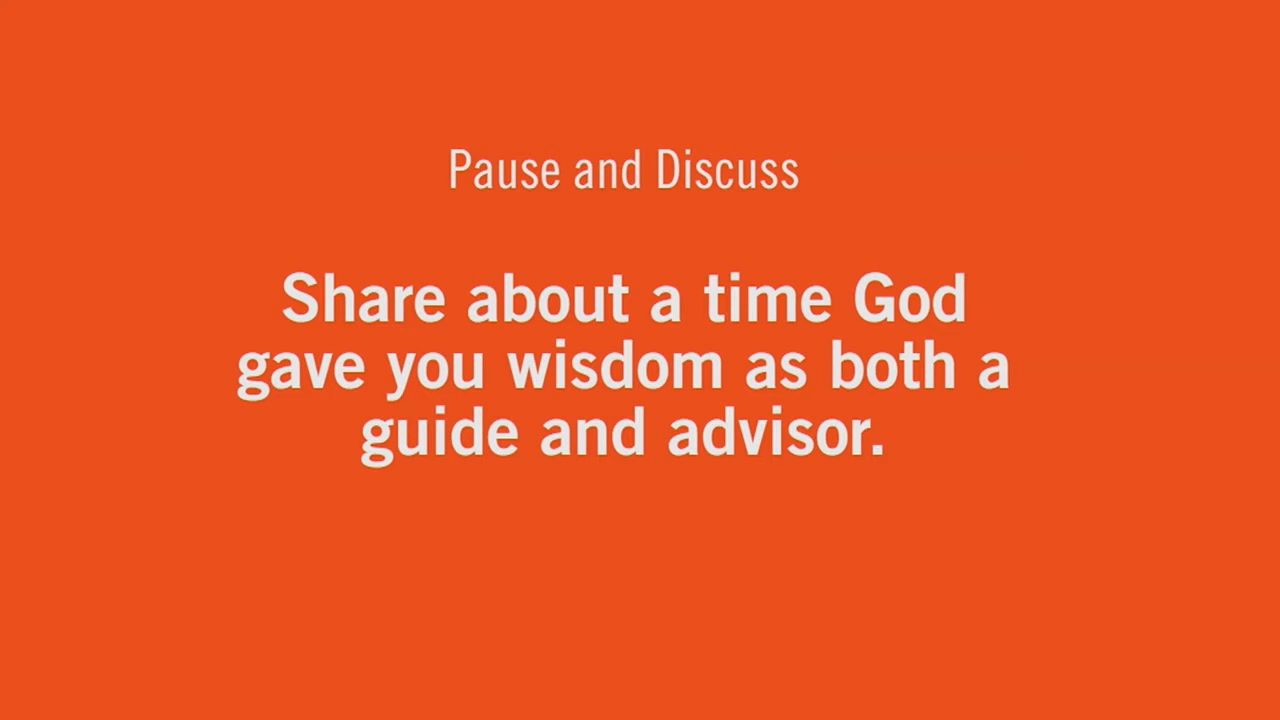 Pause and Discuss
Share about a time God
gave you wisdom as both a
guide and advisor.